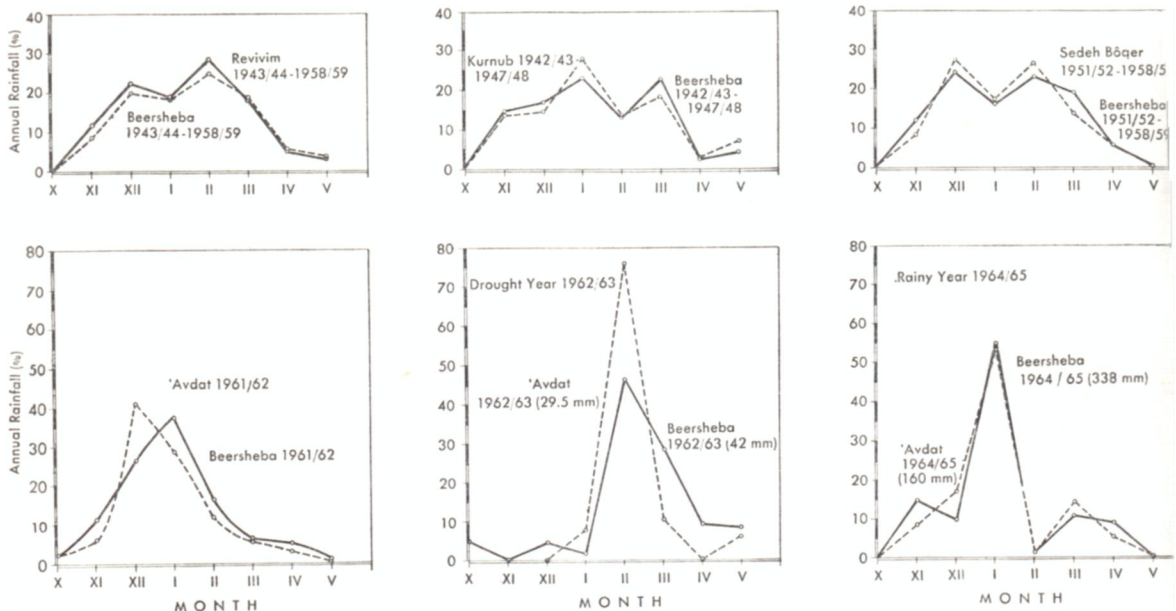 Annual Rainfall (%)
40
30
20
10
0
Revivim
1943/44-1958/59
Beersheba
1943/44-1958/59
X XI XII I II III IV V
40
30
20
10
0
Kurnub 1942/43-
1947/48
Beersheba
1942/43-
1947/48
X XI XII I II III IV V
40
30
20
10
0
Sedeh Bôqer
1951/52-1958/5
Beersheba
1951/52-
1958/59
X XI XII I II III IV V
Annual Rainfall (%)
80
70
60
50
40
30
20
10
0
'Avdat 1961/62
Beersheba 1961/62
X XI XII I II III IV V
MONTH
80
70
60
50
40
30
20
10
0
Drought Year 1962/63
'Avdat
1962/63 (29.5 mm)
Beersheba
1962/63 (42 mm)
X XI XII I II III IV V
MONTH
80
70
60
50
40
30
20
10
0
Rainy Year 1964/65
Beersheba
1964/65 (338 mm)
'Avdat
1964/65
(160 mm)
X XI XII I II III IV V
MONTH